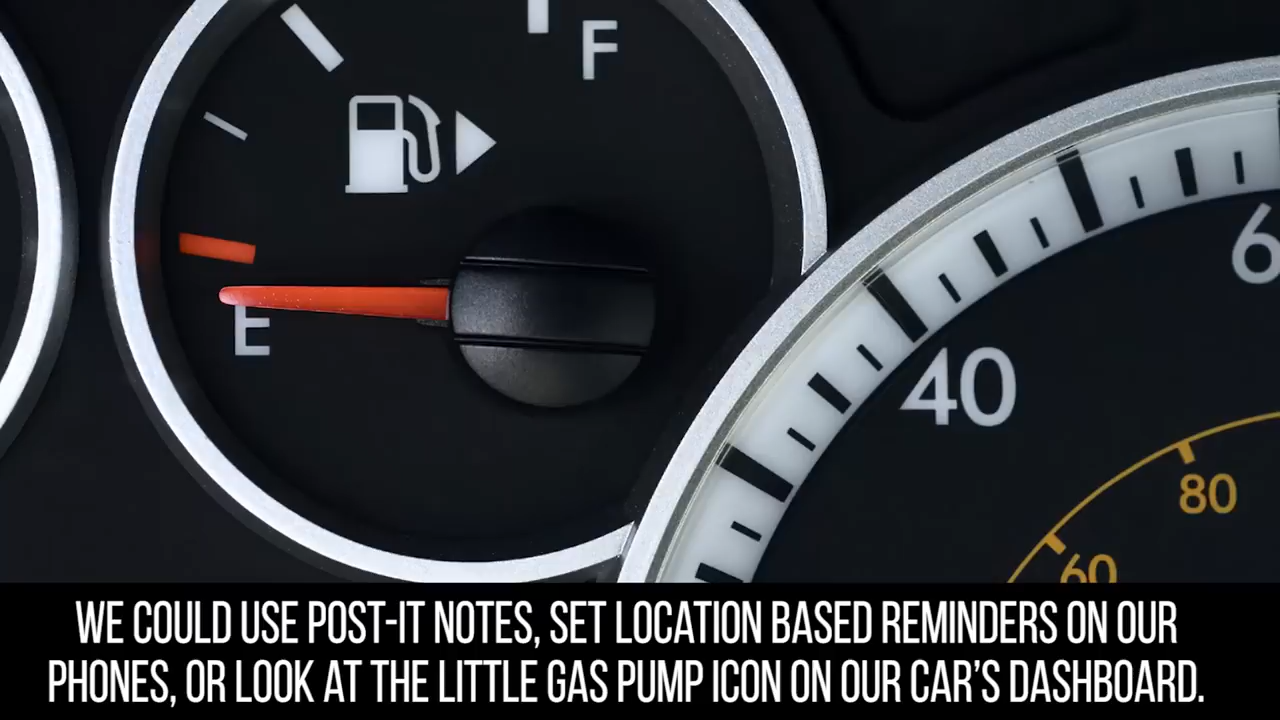 F
E
6
40
80
60
WE COULD USE POST-IT NOTES, SET LOCATION BASED REMINDERS ON OUR
PHONES, OR LOOK AT THE LITTLE GAS PUMP ICON ON OUR CAR'S DASHBOARD.